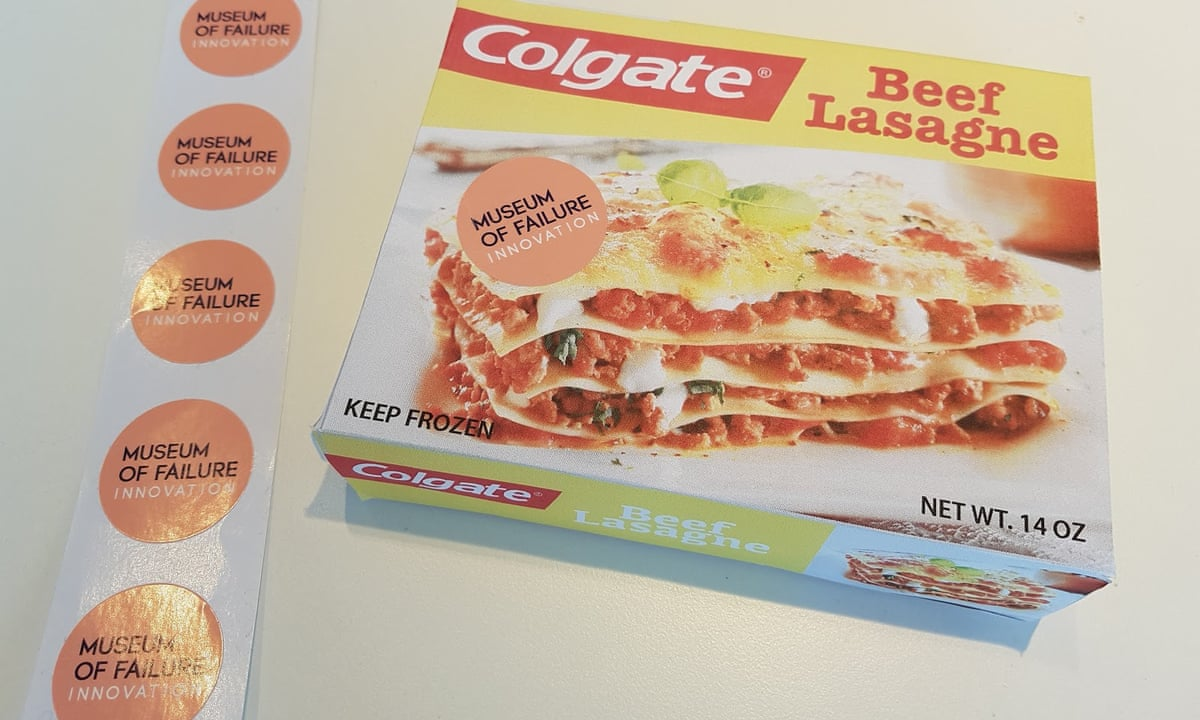 MUSEUM
OF FAILURE
INNOVATION
MUSEUM
OF FAILURE
INNOVATION
MUSEUM
OF FAILURE
INNOVATION
MUSEUM
OF FAILURE
INNOVATION
MUSEUM
OF FAILURE
INNOVATION
Colgate®
Beef
Lasagne
MUSEUM
OF FAILURE
INNOVATION
KEEP FROZEN
NET WT. 14 OZ
Colgate®
Beef
Lasagne